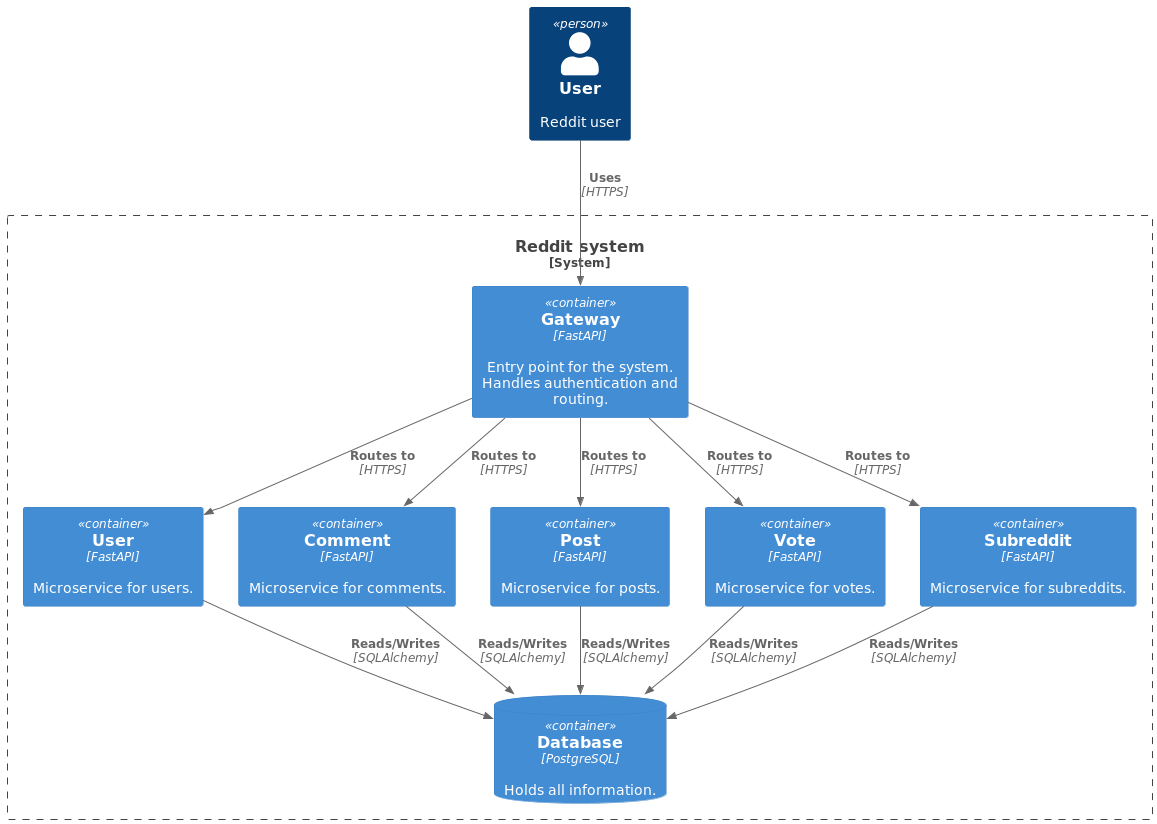 «person»
User
Reddit user
Uses
[HTTPS]
Reddit system
[System]
«container»
Gateway
[FastAPI]
Entry point for the system.
Handles authentication and
routing.
Routes to
[HTTPS]
Routes to
[HTTPS]
Routes to
[HTTPS]
Routes to
[HTTPS]
Routes to
[HTTPS]
«container»
User
[FastAPI]
Microservice for users.
«container»
Comment
[FastAPI]
Microservice for comments.
«container»
Post
[FastAPI]
Microservice for posts.
«container»
Vote
[FastAPI]
Microservice for votes.
«container»
Subreddit
[FastAPI]
Microservice for subreddits.
Reads/Writes
[SQLAlchemy]
Reads/Writes
[SQLAlchemy]
Reads/Writes
[SQLAlchemy]
Reads/Writes
[SQLAlchemy]
Reads/Writes
[SQLAlchemy]
«container»
Database
[PostgreSQL]
Holds all information.